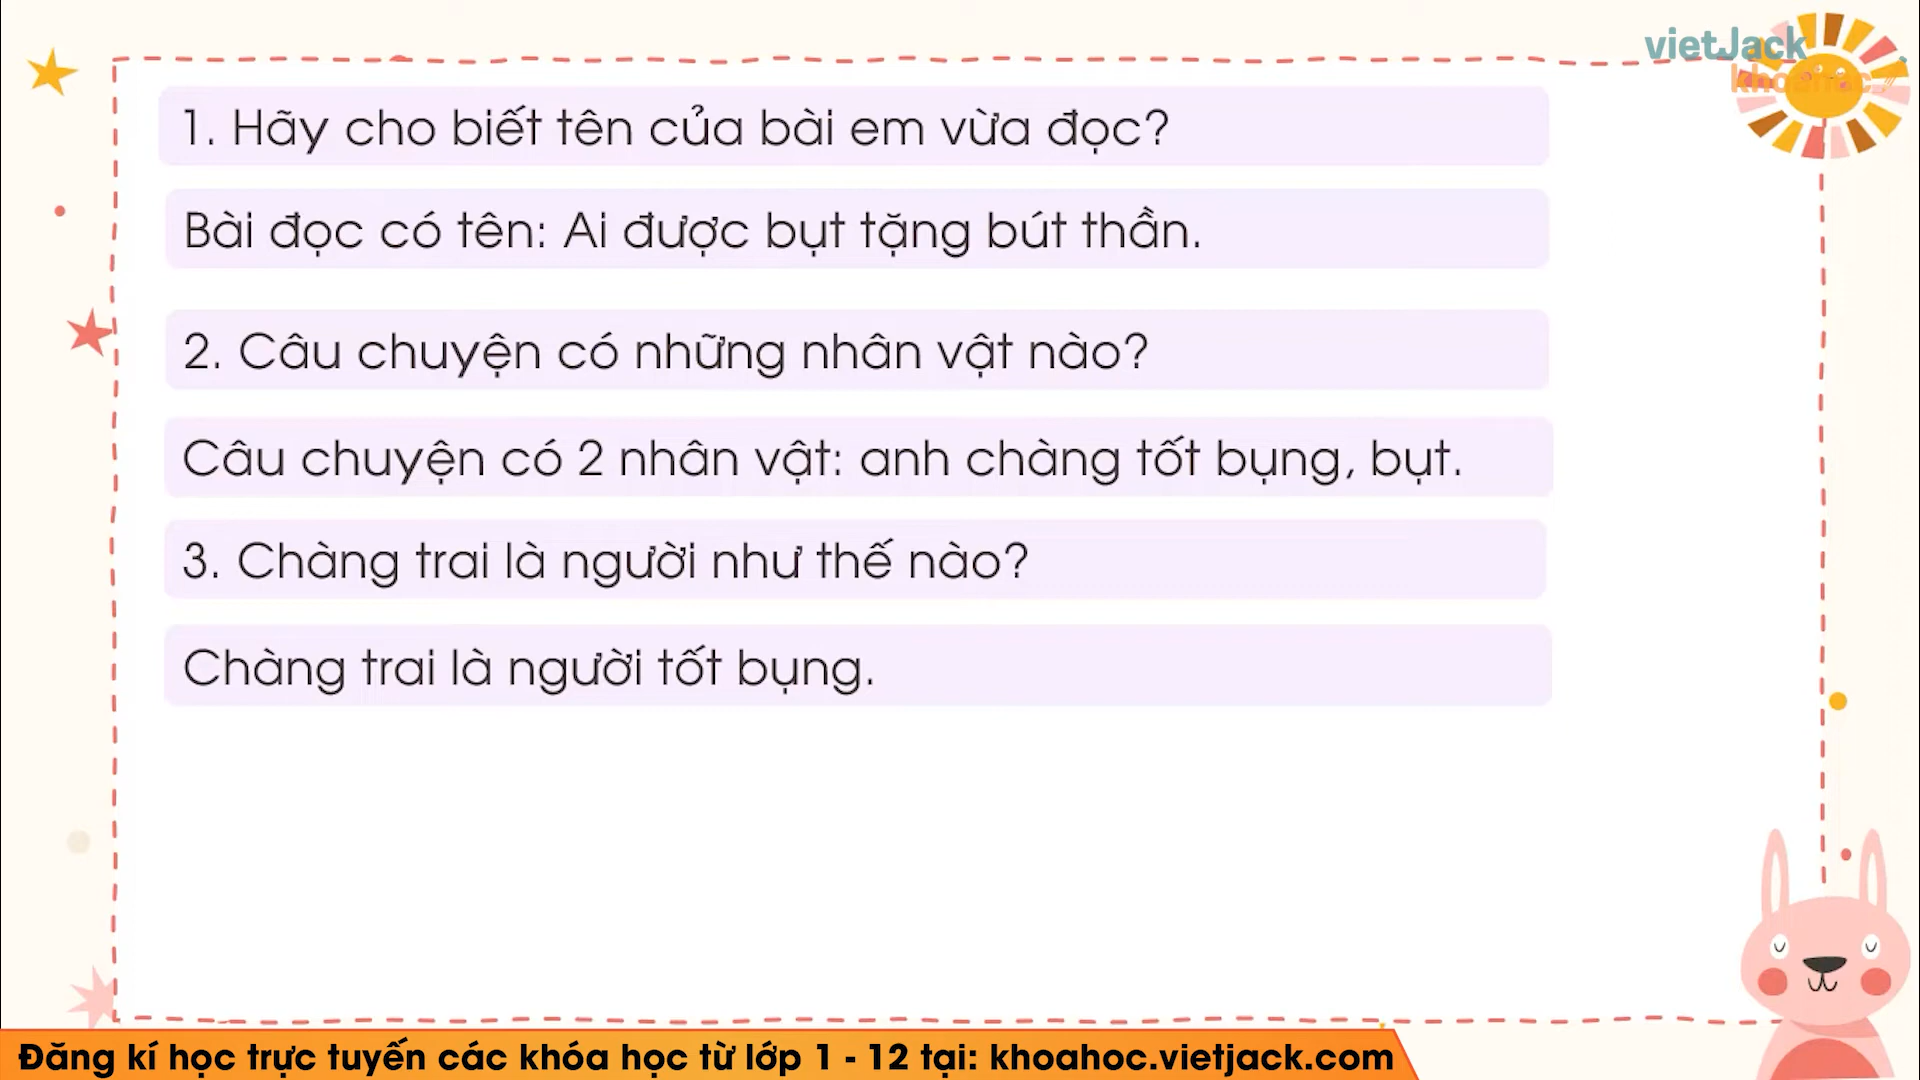 vietJack
khoahoc
1. Hãy cho biết tên của bài em vừa đọc?
Bài đọc có tên: Ai được bụt tặng bút thần.
2. Câu chuyện có những nhân vật nào?
Câu chuyện có 2 nhân vật: anh chàng tốt bụng, bụt.
3. Chàng trai là người như thế nào?
Chàng trai là người tốt bụng.
Đăng kí học trực tuyến các khóa học từ lớp 1 - 12 tại: khoahoc.vietjack.com